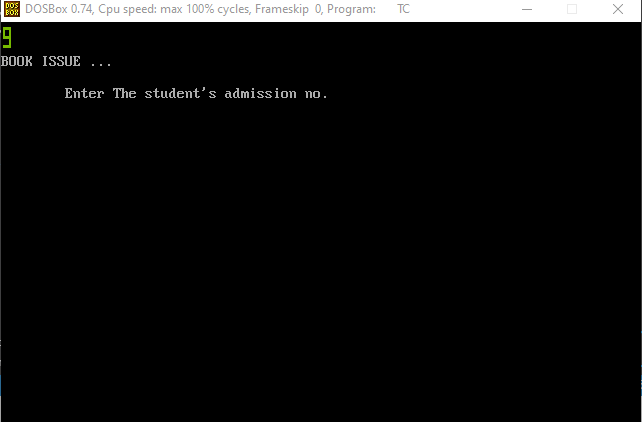 DOSBox 0.74, Cpu speed: max 100% cycles, Frameskip 0, Program: TC
BOOK ISSUE ...
Enter The student's admission no.